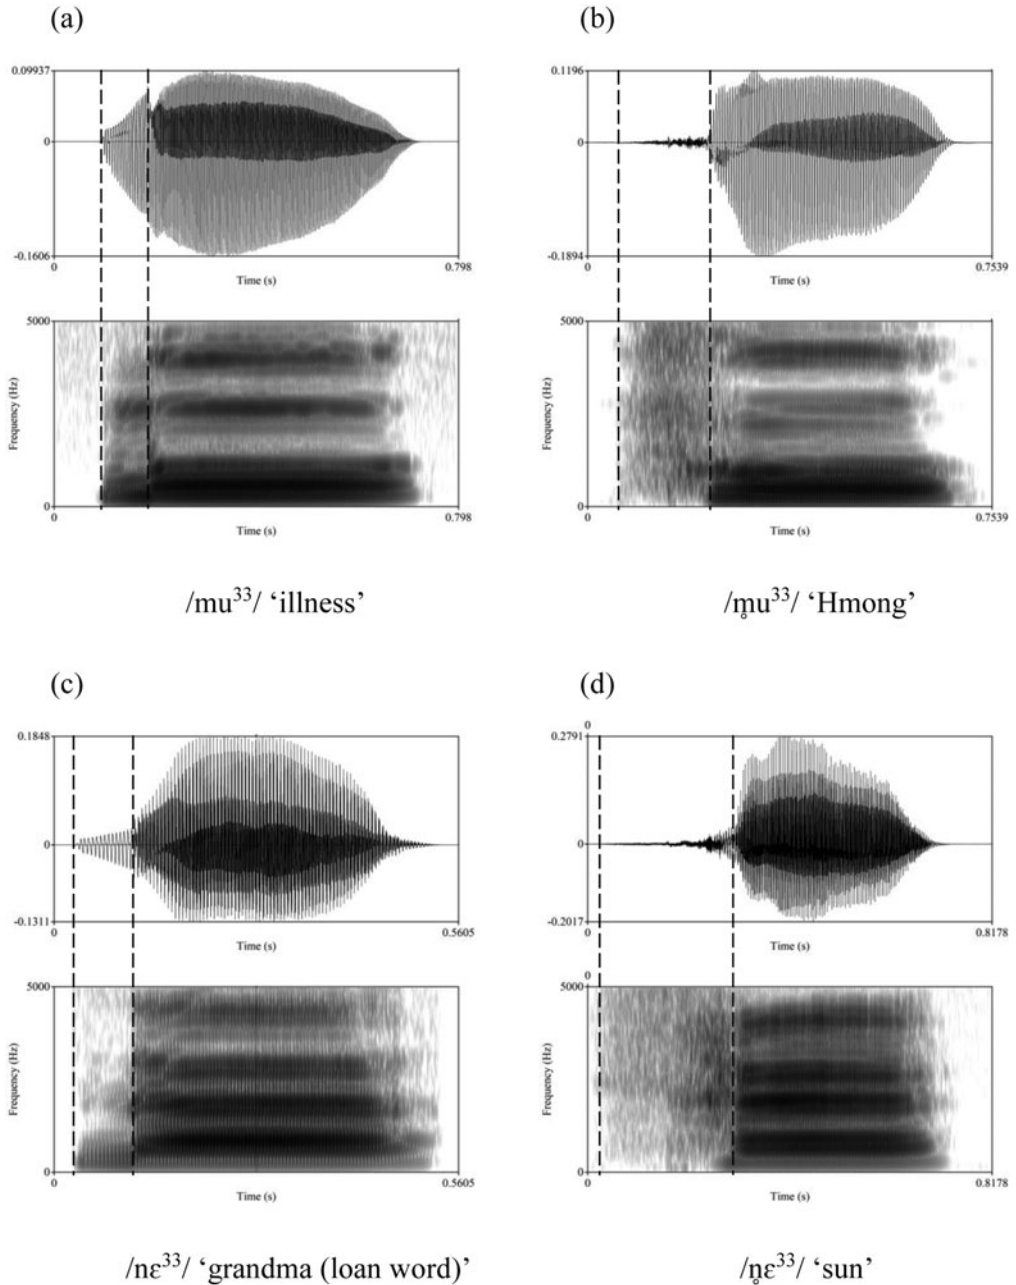 (a)
(b)
0.09937
0
-0.1606
0
0.798
Time (s)
0.1196
0
-0.1894
0
0.7539
Time (s)
5000
Frequency (Hz)
0
0
0.798
Time (s)
5000
Frequency (Hz)
0
0
0.7539
Time (s)
/mu³³/ ‘illness’
/m̥u³³/ ‘Hmong’
(c)
(d)
0.1848
0
-0.1311
0
0.5605
Time (s)
0
0.2791
0
-0.2017
0.8178
Time (s)
0
5000
Frequency (Hz)
0
0
0.5605
Time (s)
5000
Frequency (Hz)
0
0.8178
Time (s)
/nɛ³³/ ‘grandma (loan word)’
/n̥ɛ³³/ ‘sun’